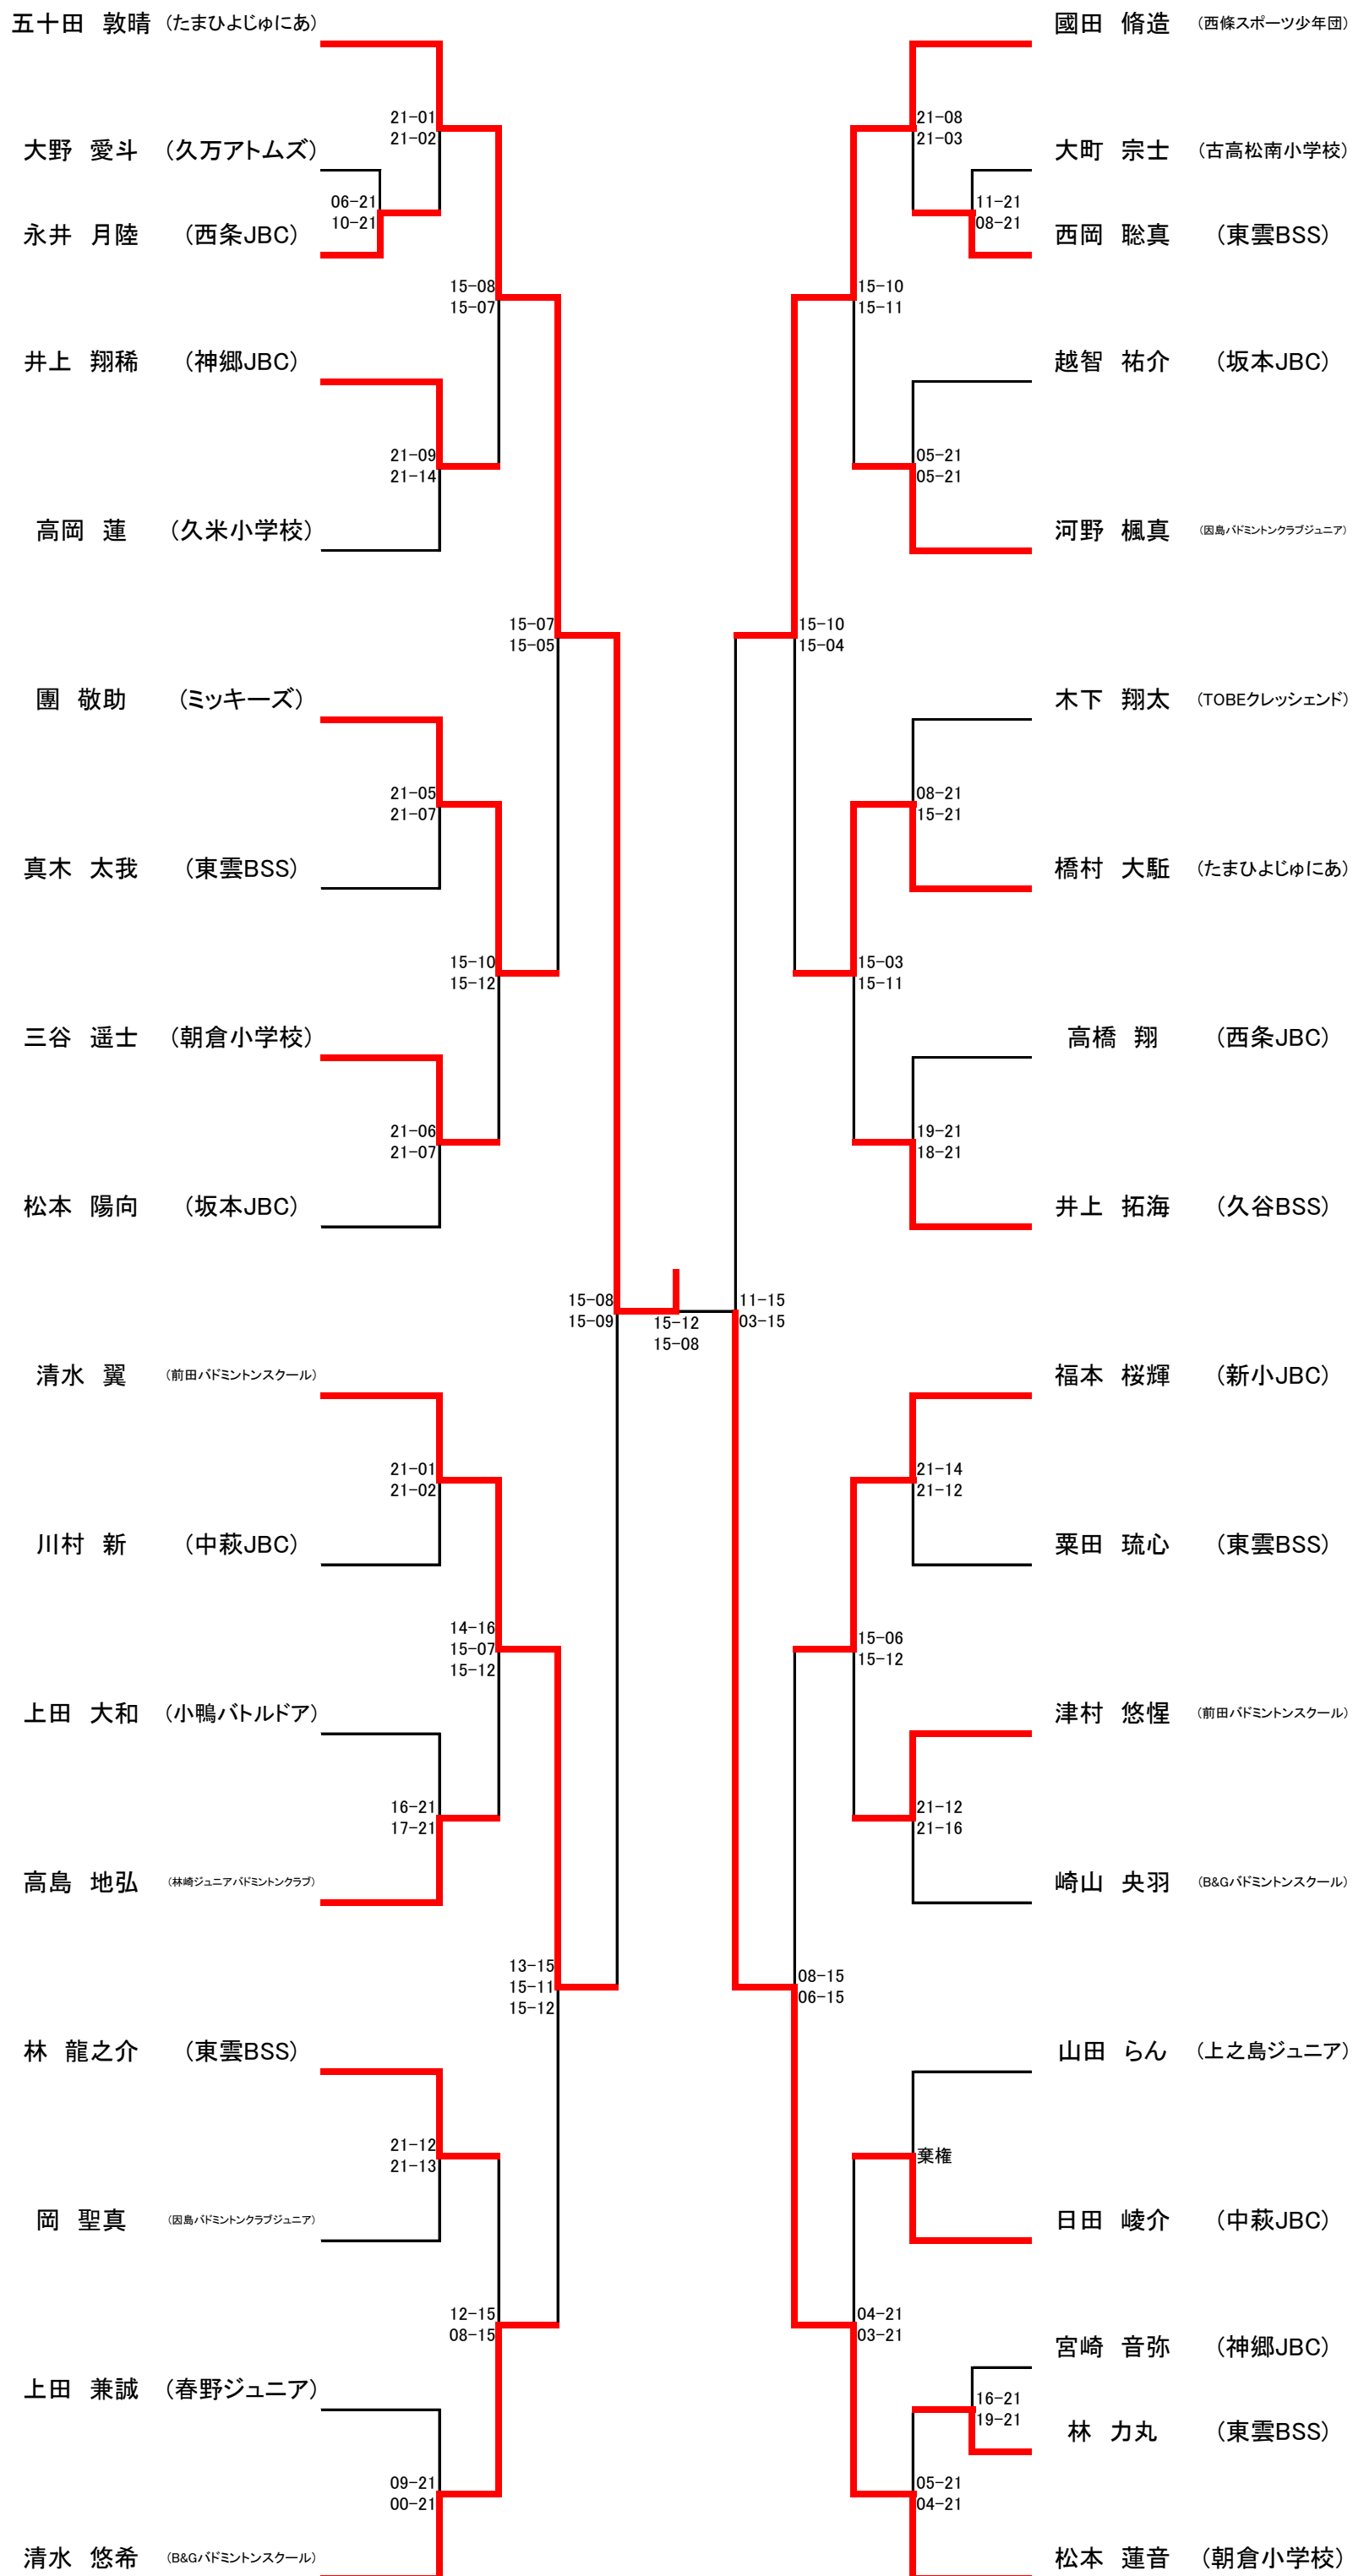 五十田 敦晴 (たまひよじゅにあ)
21-01
21-02
大野 愛斗 (久万アトムズ)
06-21
10-21
永井 月陸 (西条JBC)
15-08
15-07
井上 翔稀 (神郷JBC)
21-09
21-14
高岡 蓮 (久米小学校)
15-07
15-05
團 敬助 (ミッキーズ)
21-05
21-07
真木 太我 (東雲BSS)
15-10
15-12
三谷 遥士 (朝倉小学校)
21-06
21-07
松本 陽向 (坂本JBC)
15-08
15-09
15-12
15-08
清水 翼 (前田バドミントンスクール)
21-01
21-02
川村 新 (中萩JBC)
14-16
15-07
15-12
上田 大和 (小鴨バトルドア)
16-21
17-21
高島 地弘 (林崎ジュニアバドミントンクラブ)
13-15
15-11
15-12
林 龍之介 (東雲BSS)
21-12
21-13
岡 聖真 (因島バドミントンクラブジュニア)
12-15
08-15
上田 兼誠 (春野ジュニア)
09-21
00-21
清水 悠希 (B&Gバドミントンスクール)
國田 脩造 (西條スポーツ少年団)
21-08
21-03
大町 宗士 (古高松南小学校)
11-21
08-21
西岡 聡真 (東雲BSS)
15-10
15-11
越智 祐介 (坂本JBC)
05-21
05-21
河野 楓真 (因島バドミントンクラブジュニア)
15-10
15-04
木下 翔太 (TOBEクレッシェンド)
08-21
15-21
橋村 大駈 (たまひよじゅにあ)
15-03
15-11
高橋 翔 (西条JBC)
19-21
18-21
井上 拓海 (久谷BSS)
11-15
03-15
福本 桜輝 (新小JBC)
21-14
21-12
粟田 琉心 (東雲BSS)
15-06
15-12
津村 悠惺 (前田バドミントンスクール)
21-12
21-16
崎山 央羽 (B&Gバドミントンスクール)
08-15
06-15
山田 らん (上之島ジュニア)
棄権
日田 崚介 (中萩JBC)
04-21
03-21
宮崎 音弥 (神郷JBC)
16-21
19-21
林 力丸 (東雲BSS)
05-21
04-21
松本 蓮音 (朝倉小学校)